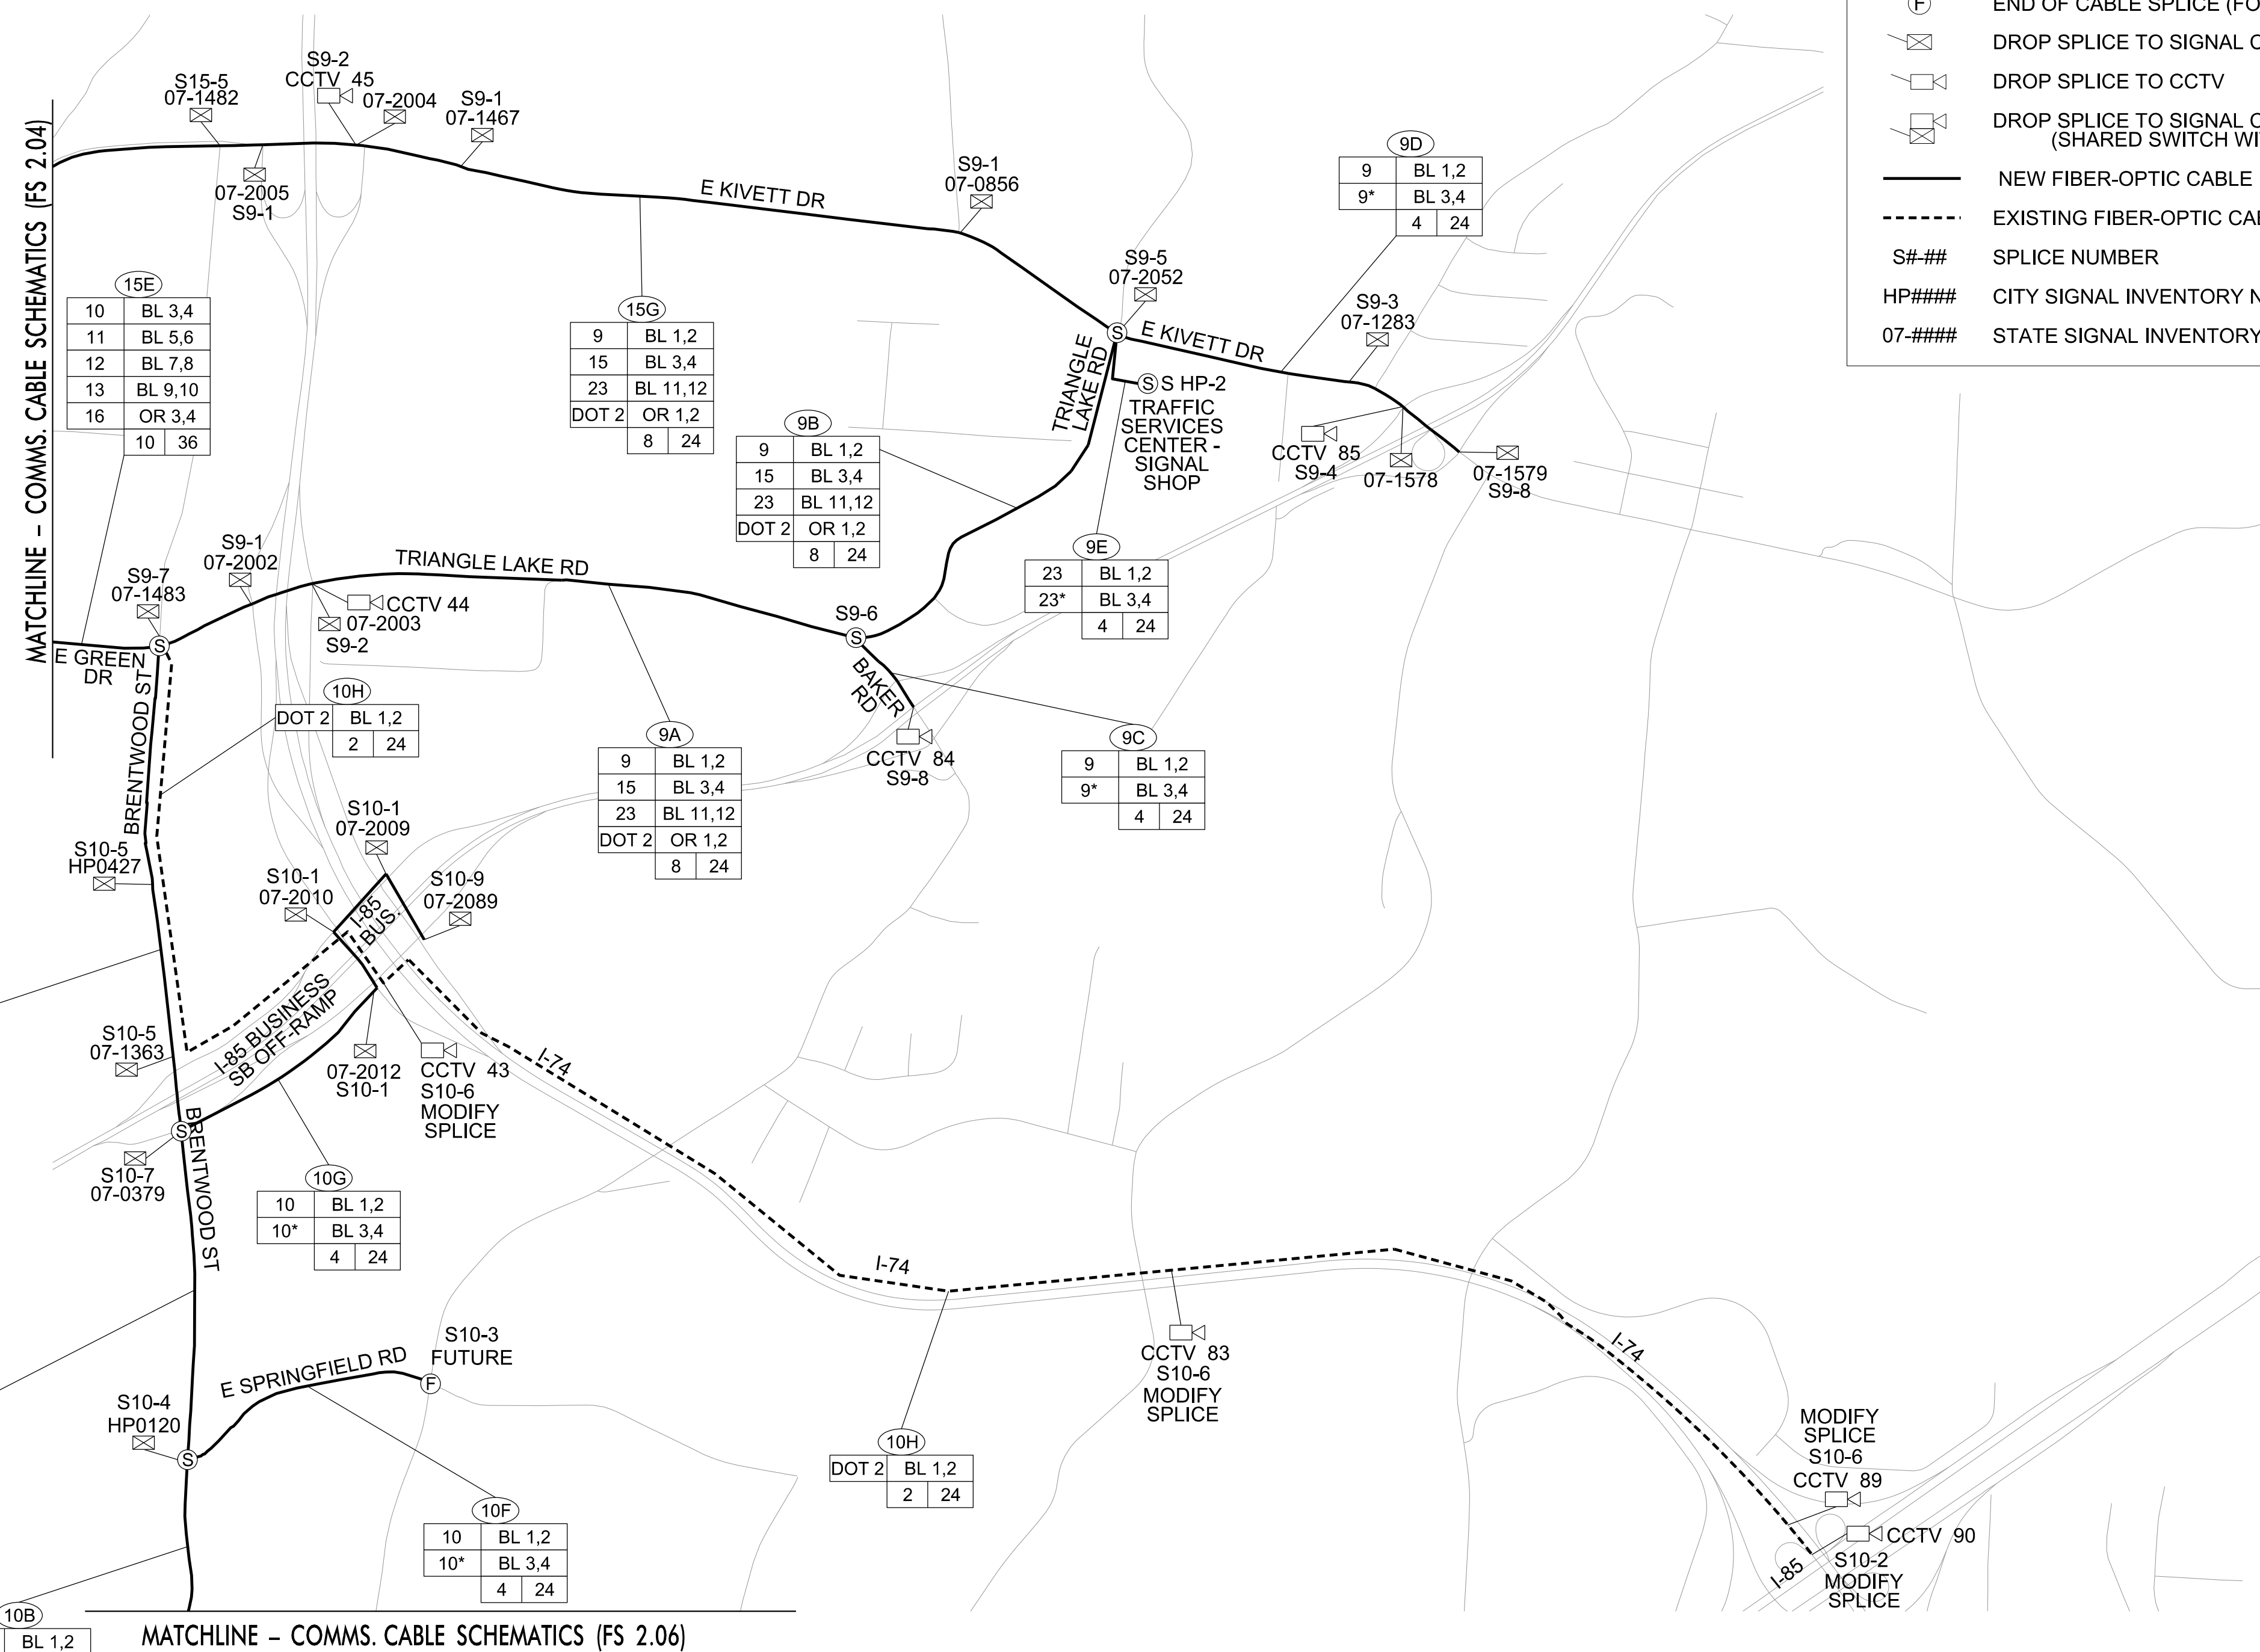 END OF CABLE SPLICE (FO
F
DROP SPLICE TO SIGNAL C
DROP SPLICE TO CCTV
DROP SPLICE TO SIGNAL C
(SHARED SWITCH WIT
NEW FIBER-OPTIC CABLE
EXISTING FIBER-OPTIC CAB
S#-## SPLICE NUMBER
HP#### CITY SIGNAL INVENTORY N
07-#### STATE SIGNAL INVENTORY
MATCHLINE – COMMS. CABLE SCHEMATICS (FS 2.04)
S15-5
07-1482
S9-2
CCTV 45
07-2004
S9-1
07-1467
07-2005
S9-1
E KIVETT DR
S9-1
07-0856
9D
9 BL 1,2
9* BL 3,4
4 24
15E
10 BL 3,4
11 BL 5,6
12 BL 7,8
13 BL 9,10
16 OR 3,4
10 36
15G
9 BL 1,2
15 BL 3,4
23 BL 11,12
DOT 2 OR 1,2
8 24
S9-5
07-2052
S
E KIVETT DR
S9-3
07-1283
TRIANGLE
LAKE RD
S S HP-2
TRAFFIC
SERVICES
CENTER -
SIGNAL
SHOP
CCTV 85
S9-4
07-1578
07-1579
S9-8
9B
9 BL 1,2
15 BL 3,4
23 BL 11,12
DOT 2 OR 1,2
8 24
9E
23 BL 1,2
23* BL 3,4
4 24
S9-1
07-2002
TRIANGLE LAKE RD
S9-7
07-1483
CCTV 44
07-2003
S9-2
S9-6
S
S
E GREEN
DR
BAKER
RD
BRENTWOOD ST
10H
DOT 2 BL 1,2
2 24
9A
9 BL 1,2
15 BL 3,4
23 BL 11,12
DOT 2 OR 1,2
8 24
CCTV 84
S9-8
9C
9 BL 1,2
9* BL 3,4
4 24
S10-1
07-2009
S10-5
HP0427
S10-1
07-2010
S10-9
07-2089
I-85
BUS.
I-85 BUSINESS
SB OFF-RAMP
S10-5
07-1363
07-2012
S10-1
CCTV 43
S10-6
MODIFY
SPLICE
I-74
S
BRENTWOOD ST
S10-7
07-0379
10G
10 BL 1,2
10* BL 3,4
4 24
I-74
S10-3
FUTURE
F
E SPRINGFIELD RD
CCTV 83
S10-6
MODIFY
SPLICE
I-74
S10-4
HP0120
S
10H
DOT 2 BL 1,2
2 24
MODIFY
SPLICE
S10-6
CCTV 89
CCTV 90
S10-2
MODIFY
SPLICE
I-85
10F
10 BL 1,2
10* BL 3,4
4 24
10B
BL 1,2
MATCHLINE – COMMS. CABLE SCHEMATICS (FS 2.06)